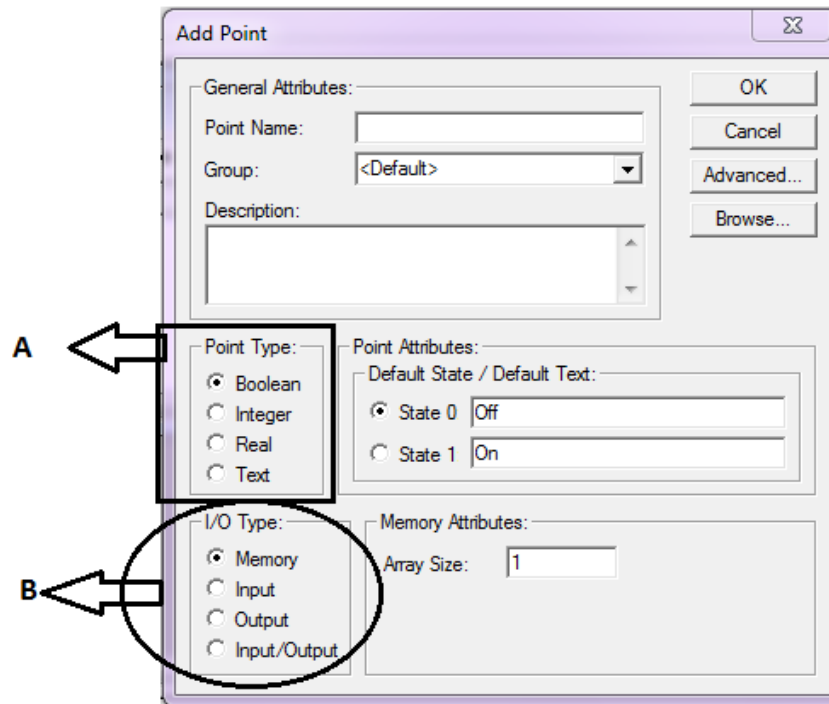 Add Point
General Attributes:
Point Name:
Group: <Default>
Description:
OK
Cancel
Advanced...
Browse...
A
Point Type:
Boolean
Integer
Real
Text
Point Attributes:
Default State / Default Text:
State 0 Off
State 1 On
B
I/O Type:
Memory
Input
Output
Input/Output
Memory Attributes:
Array Size: 1